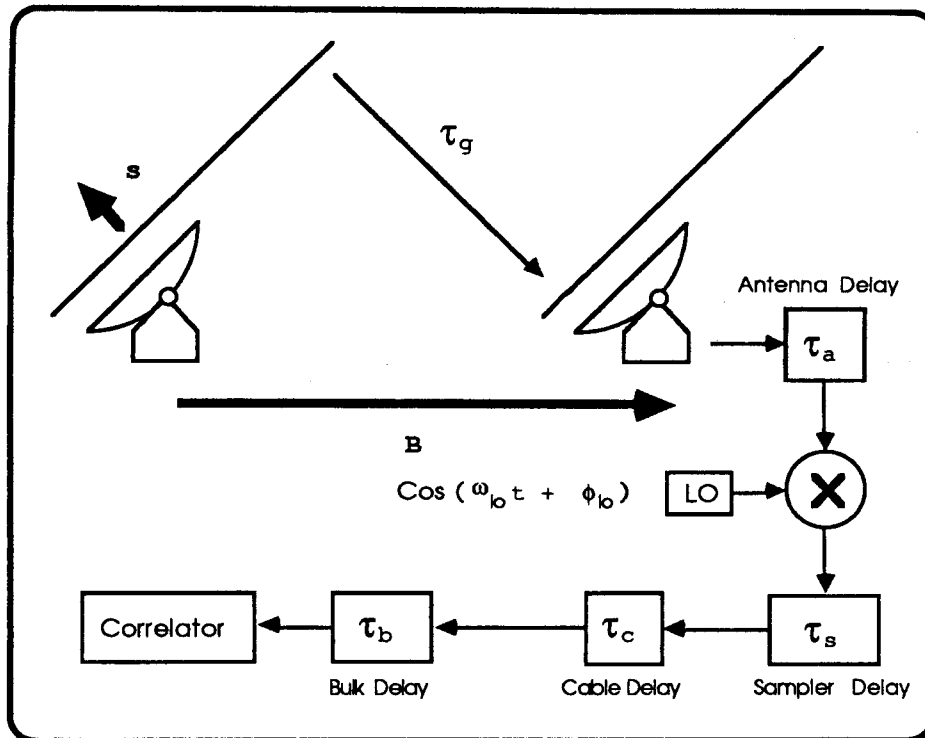 s
τg
Antenna Delay
τa
B
Cos (ωlo t + ϕlo)
LO
X
Correlator
τb
τc
τs
Bulk Delay
Cable Delay
Sampler Delay